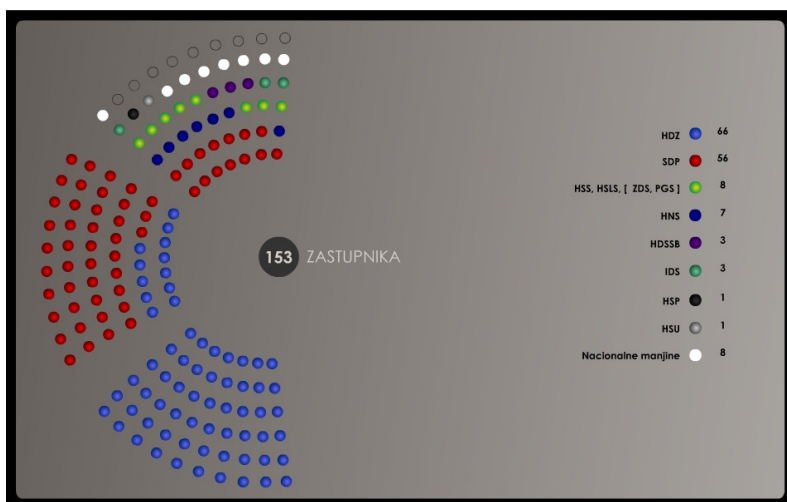 153 ZASTUPNIKA
HDZ 66
SDP 56
HSS, HSLS, [ ZDS, PGS ] 8
HNS 7
HDSSB 3
IDS 3
HSP 1
HSU 1
Nacionalne manjine 8